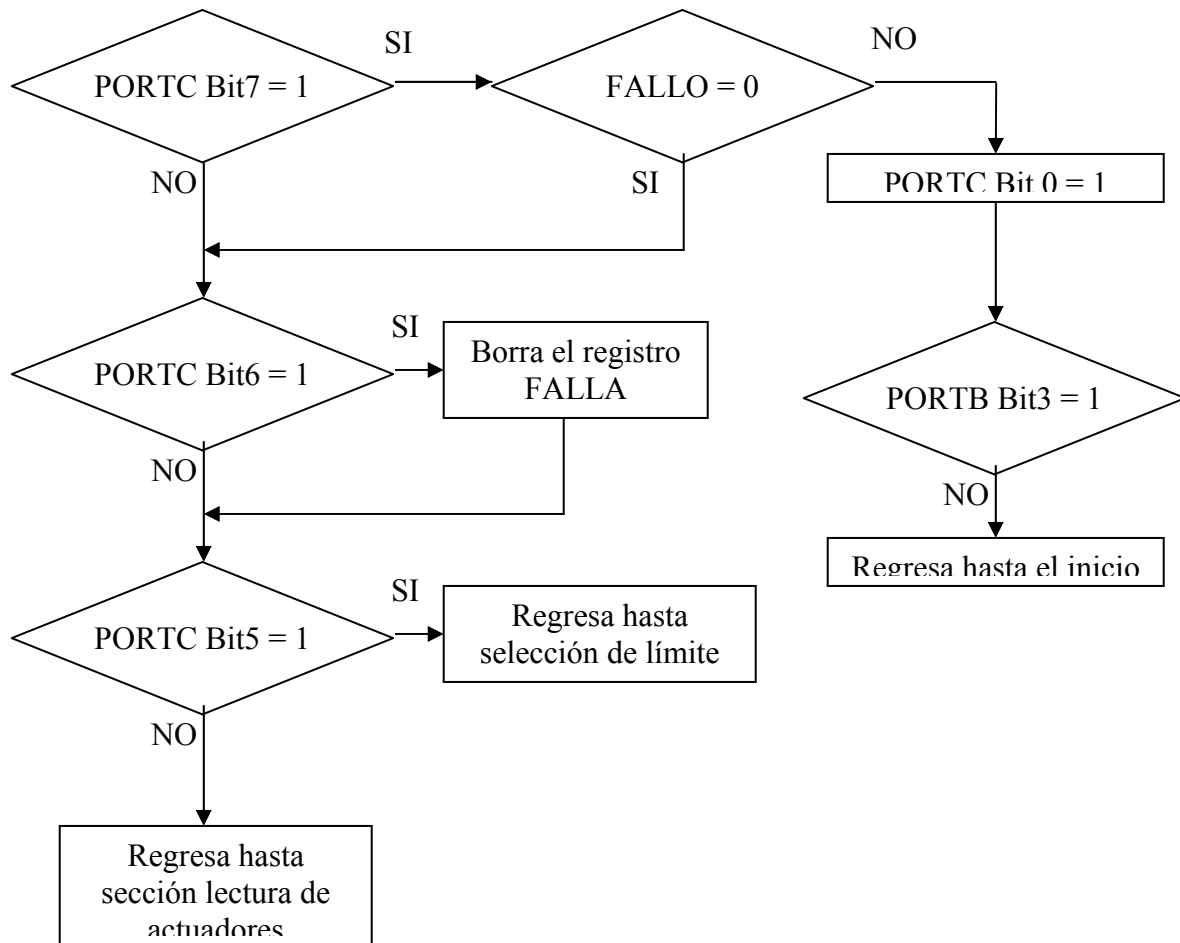 SI
NO
PORTC Bit7 = 1
FALLO = 0
NO
SI
PORTC Bit 0 = 1
SI
PORTC Bit6 = 1
Borra el registro
FALLA
PORTB Bit3 = 1
NO
NO
Regresa hasta el inicio
SI
PORTC Bit5 = 1
Regresa hasta
selección de límite
NO
Regresa hasta
sección lectura de
actuadores